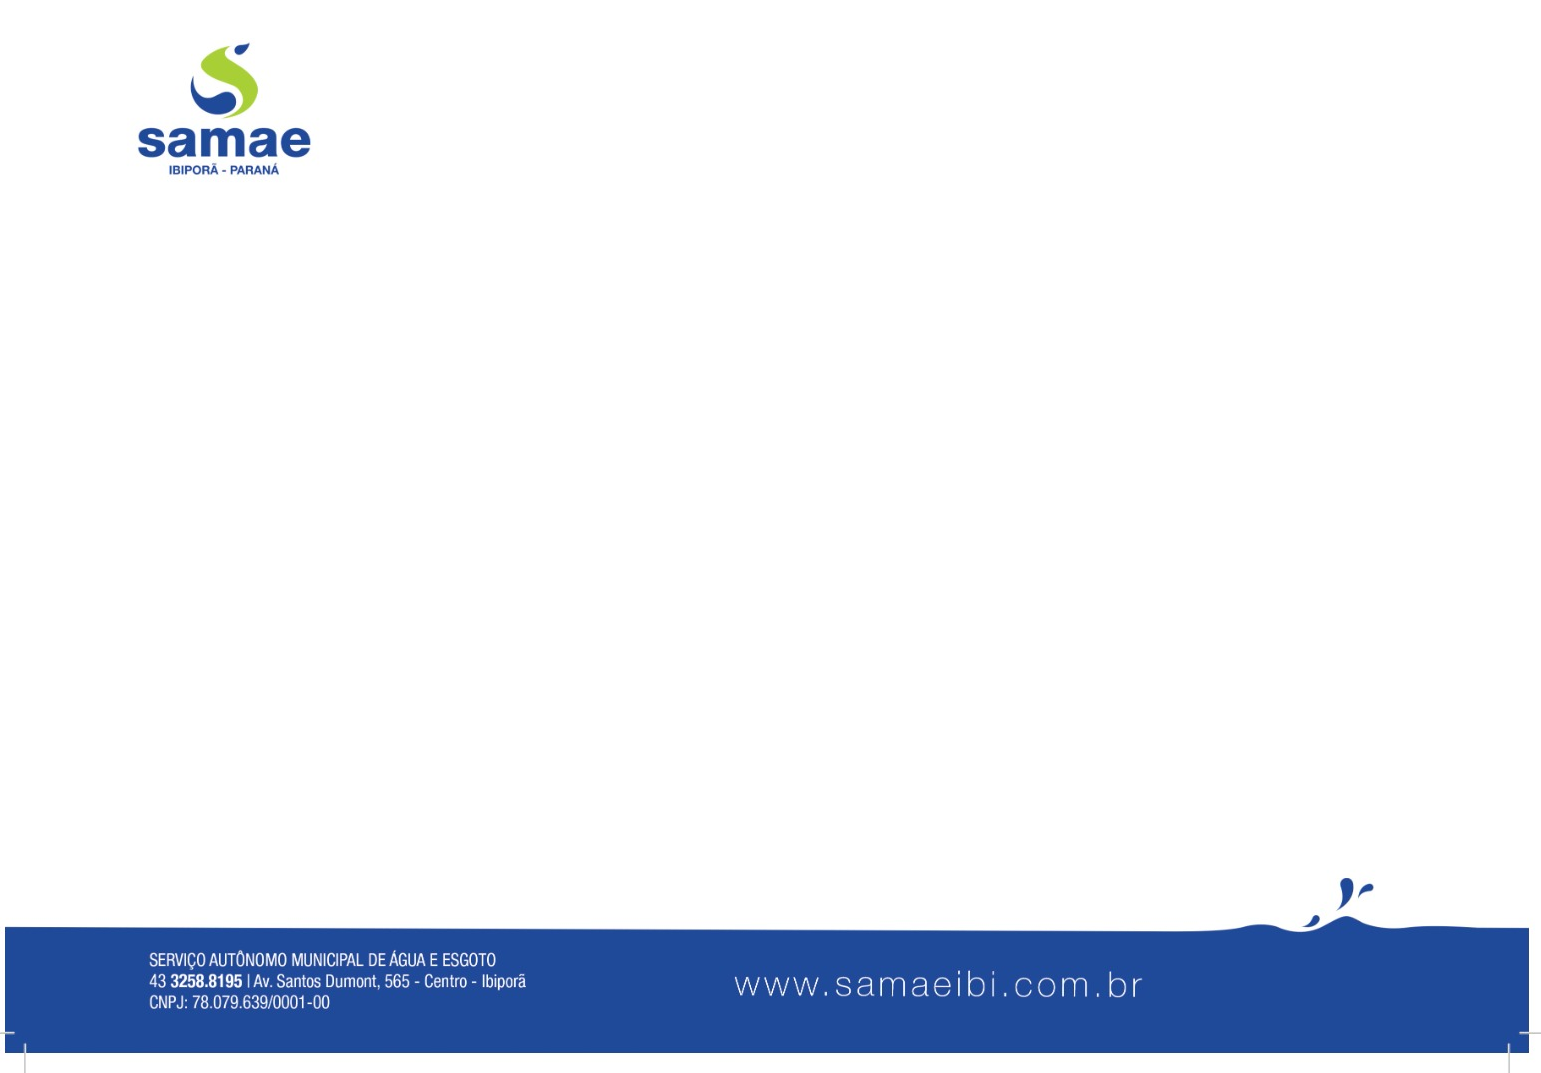 samae
IBIPORÃ - PARANÁ
SERVIÇO AUTÔNOMO MUNICIPAL DE ÁGUA E ESGOTO
43 3258.8195 | Av. Santos Dumont, 565 - Centro - Ibiporã
CNPJ: 78.079.639/0001-00
www.samaeibi.com.br